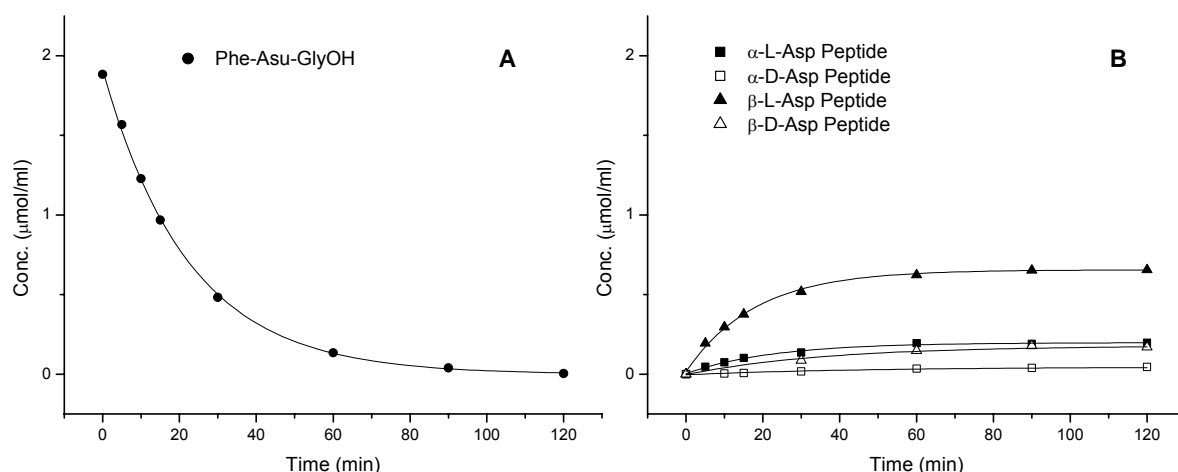 Phe-Asu-GlyOH
A
2
1
0
Conc. (μmol/ml)
0 20 40 60 80 100 120
Time (min)
α-L-Asp Peptide
α-D-Asp Peptide
β-L-Asp Peptide
β-D-Asp Peptide
B
2
1
0
Conc. (μmol/ml)
0 20 40 60 80 100 120
Time (min)